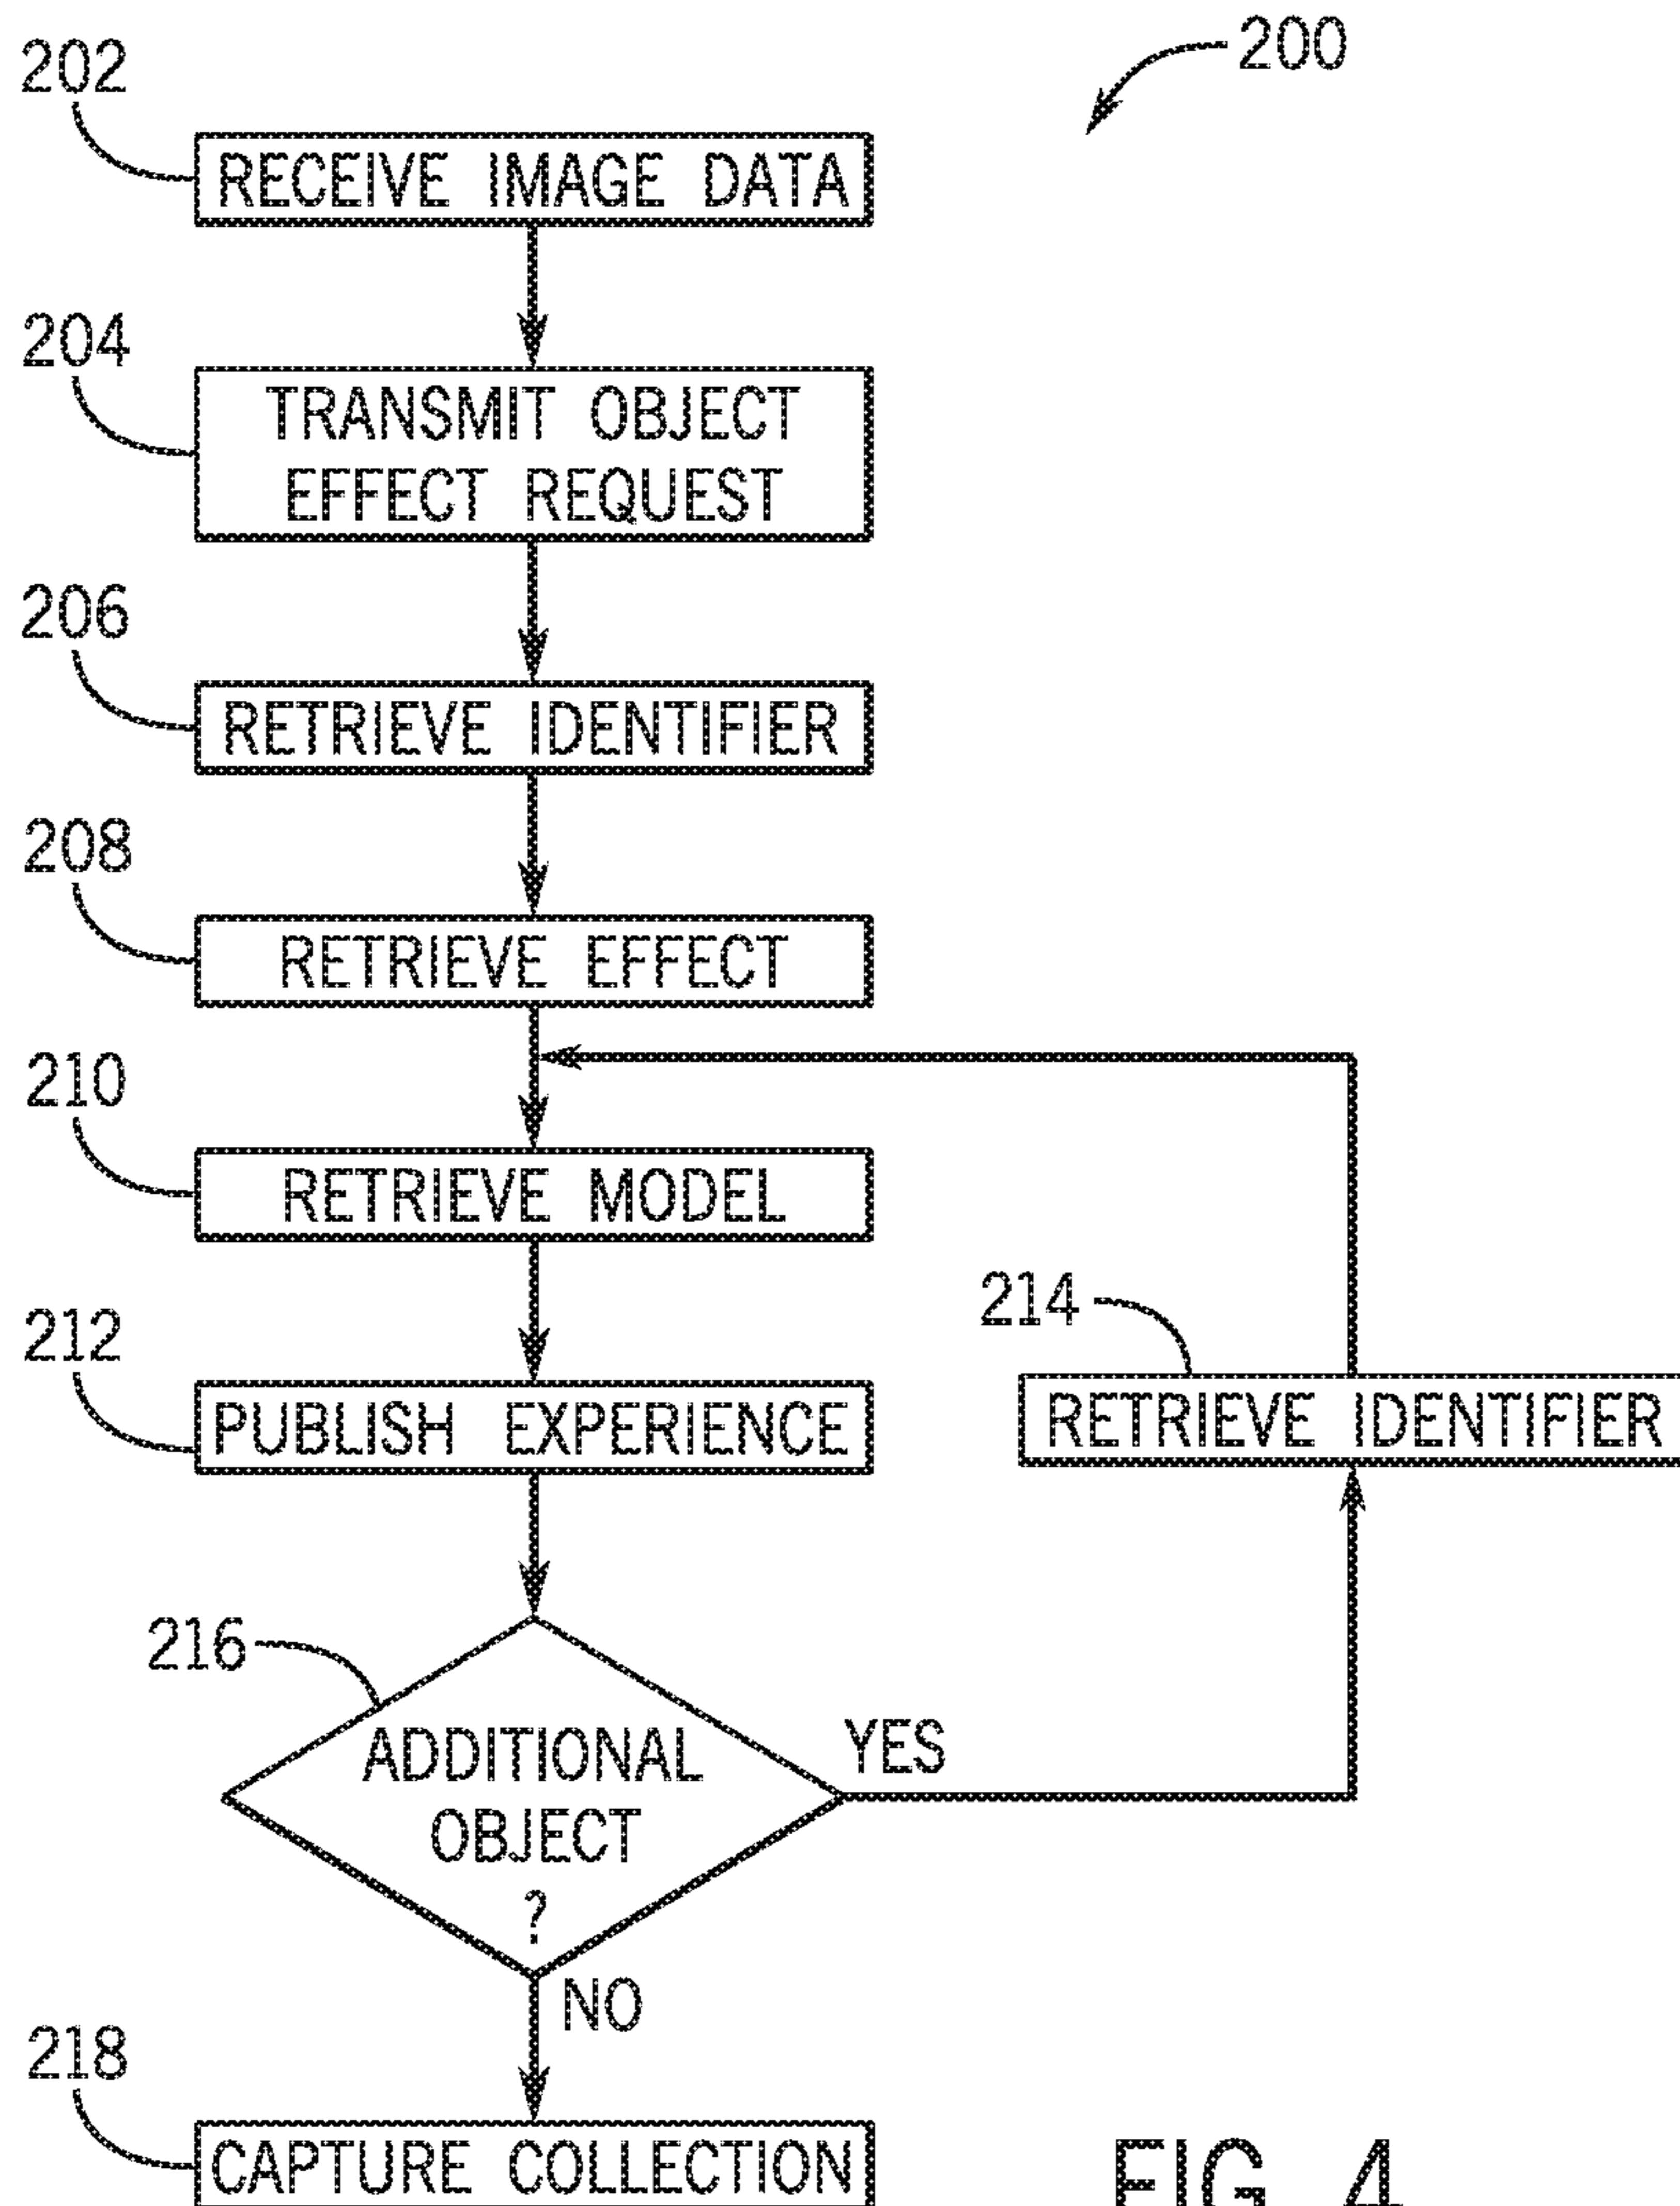 200
202
RECEIVE IMAGE DATA
204
TRANSMIT OBJECT
EFFECT REQUEST
206
RETRIEVE IDENTIFIER
208
RETRIEVE EFFECT
210
RETRIEVE MODEL
212
PUBLISH EXPERIENCE
214
RETRIEVE IDENTIFIER
216
ADDITIONAL
OBJECT
?
YES
NO
218
CAPTURE COLLECTION
FIG. 4